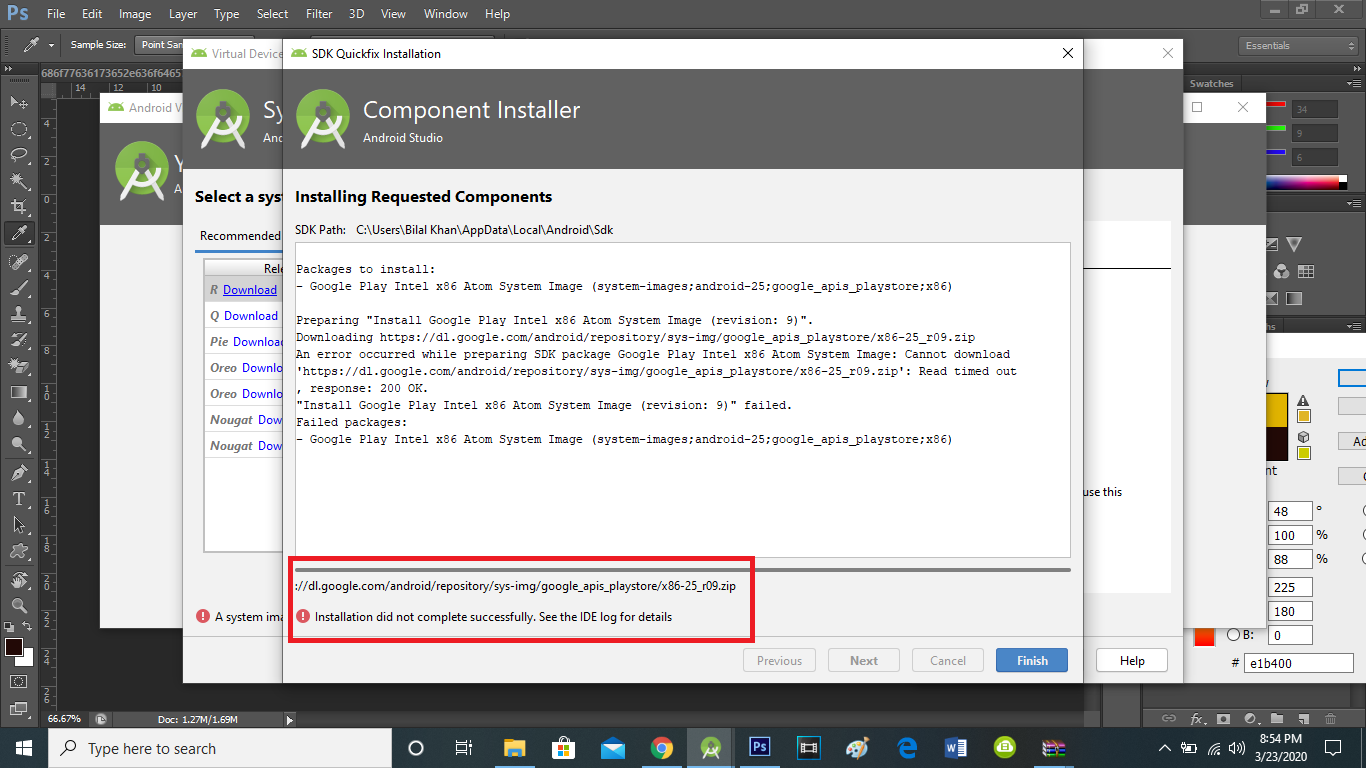 Ps File Edit Image Layer Type Select Filter 3D View Window Help
Sample Size: Point Sam
Essentials
686f77636173652e636f6465
Virtual Device
SDK Quickfix Installation
Android V
Sy
And
Component Installer
Android Studio
Y
A
Swatches
34
9
6
Select a syst
Recommended
Rele
R Download
Q Download
Pie Download
Oreo Downlo
Oreo Downlo
Nougat Dow
Nougat Dow
A system ima
Installing Requested Components
SDK Path: C:\Users\Bilal Khan\AppData\Local\Android\Sdk
Packages to install:
- Google Play Intel x86 Atom System Image (system-images;android-25;google_apis_playstore;x86)
Preparing "Install Google Play Intel x86 Atom System Image (revision: 9)".
Downloading https://dl.google.com/android/repository/sys-img/google_apis_playstore/x86-25_r09.zip
An error occurred while preparing SDK package Google Play Intel x86 Atom System Image: Cannot download
'https://dl.google.com/android/repository/sys-img/google_apis_playstore/x86-25_r09.zip': Read timed out
, response: 200 OK.
"Install Google Play Intel x86 Atom System Image (revision: 9)" failed.
Failed packages:
- Google Play Intel x86 Atom System Image (system-images;android-25;google_apis_playstore;x86)
://dl.google.com/android/repository/sys-img/google_apis_playstore/x86-25_r09.zip
Installation did not complete successfully. See the IDE log for details
Previous Next Cancel Finish Help
use this
Ad
48 °
100 %
88 %
225
180
B: 0
# e1b400
66.67% Doc: 1.27M/1.69M
Type here to search
8:54 PM
3/23/2020